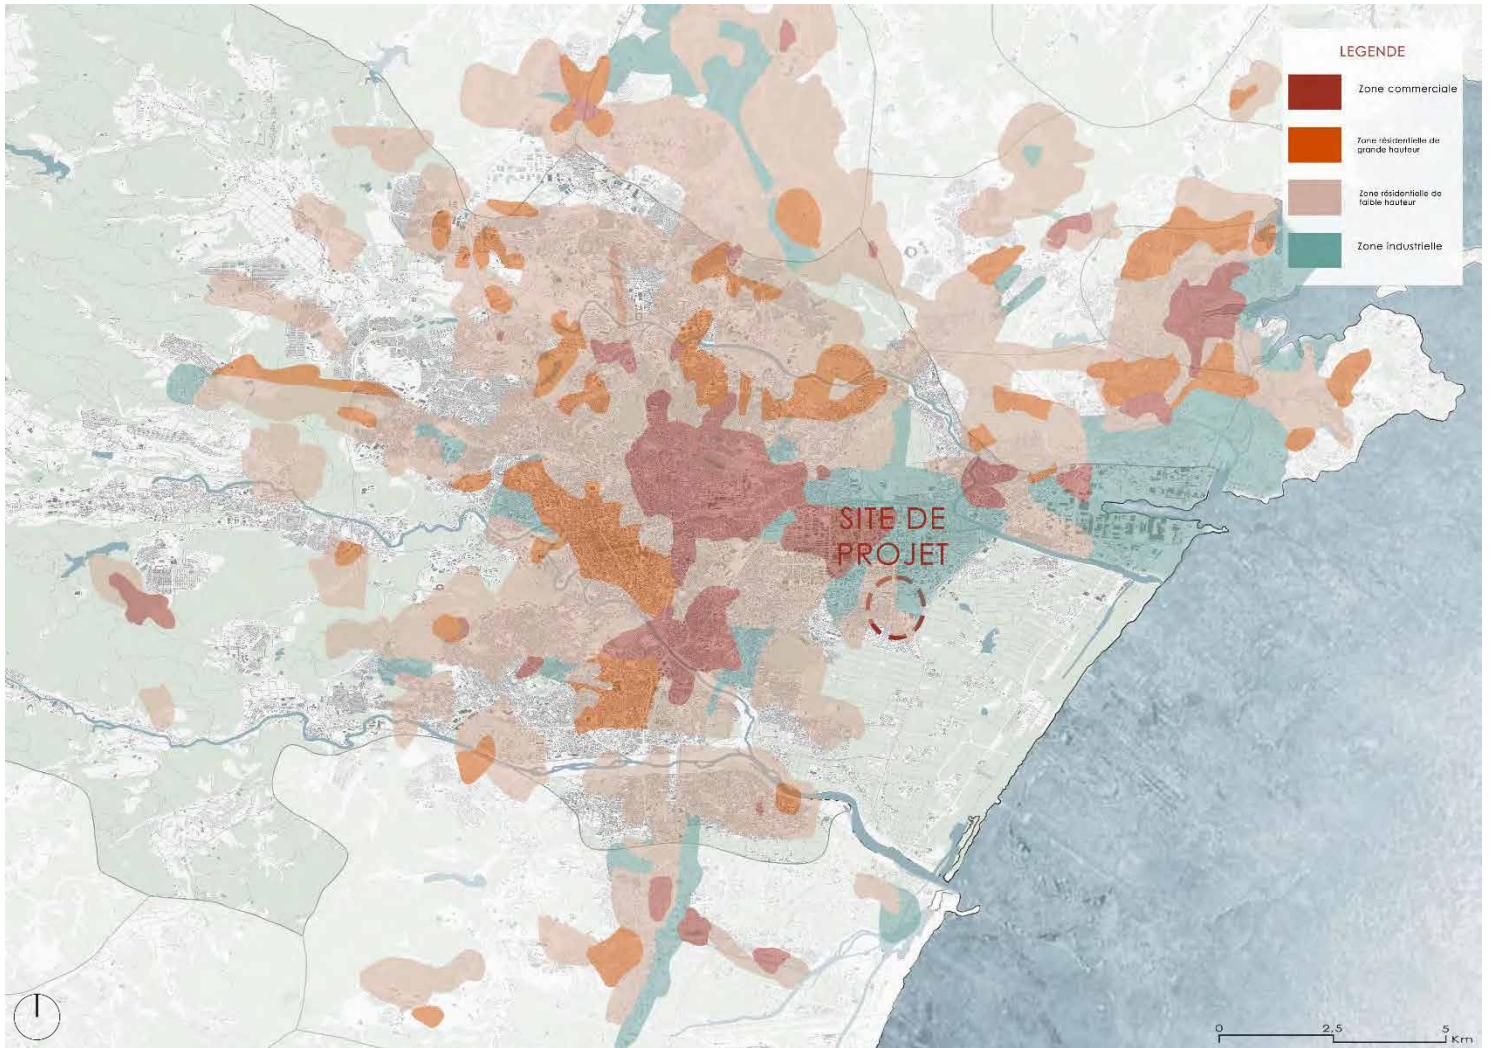 LEGENDE
Zone commerciale
Zone résidentielle de
grande hauteur
Zone résidentielle de
faible hauteur
Zone industrielle
SITE DE
PROJET
0 2,5 5
Km